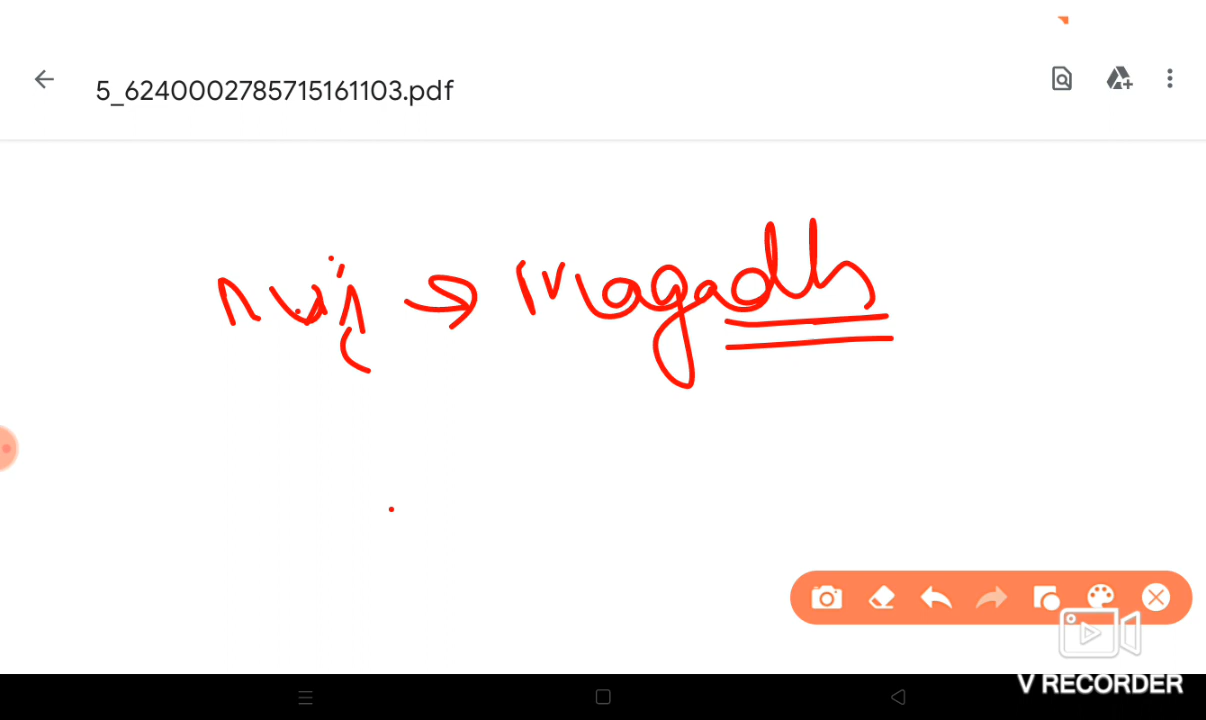 5_6240002785715161103.pdf
→ magadh
V RECORDER